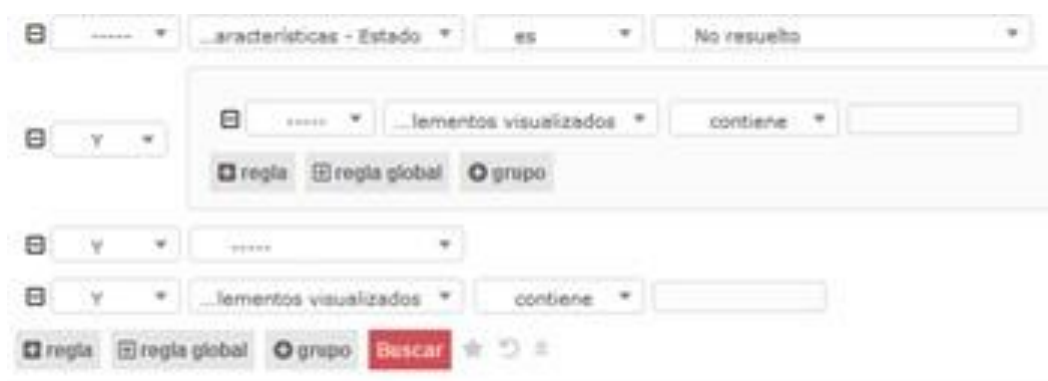 ----- ...aracterísticas - Estado es No resuelto
Y
----- ...lementos visualizados contiene
regla regla global grupo
Y -----
Y ...lementos visualizados contiene
regla regla global grupo Buscar